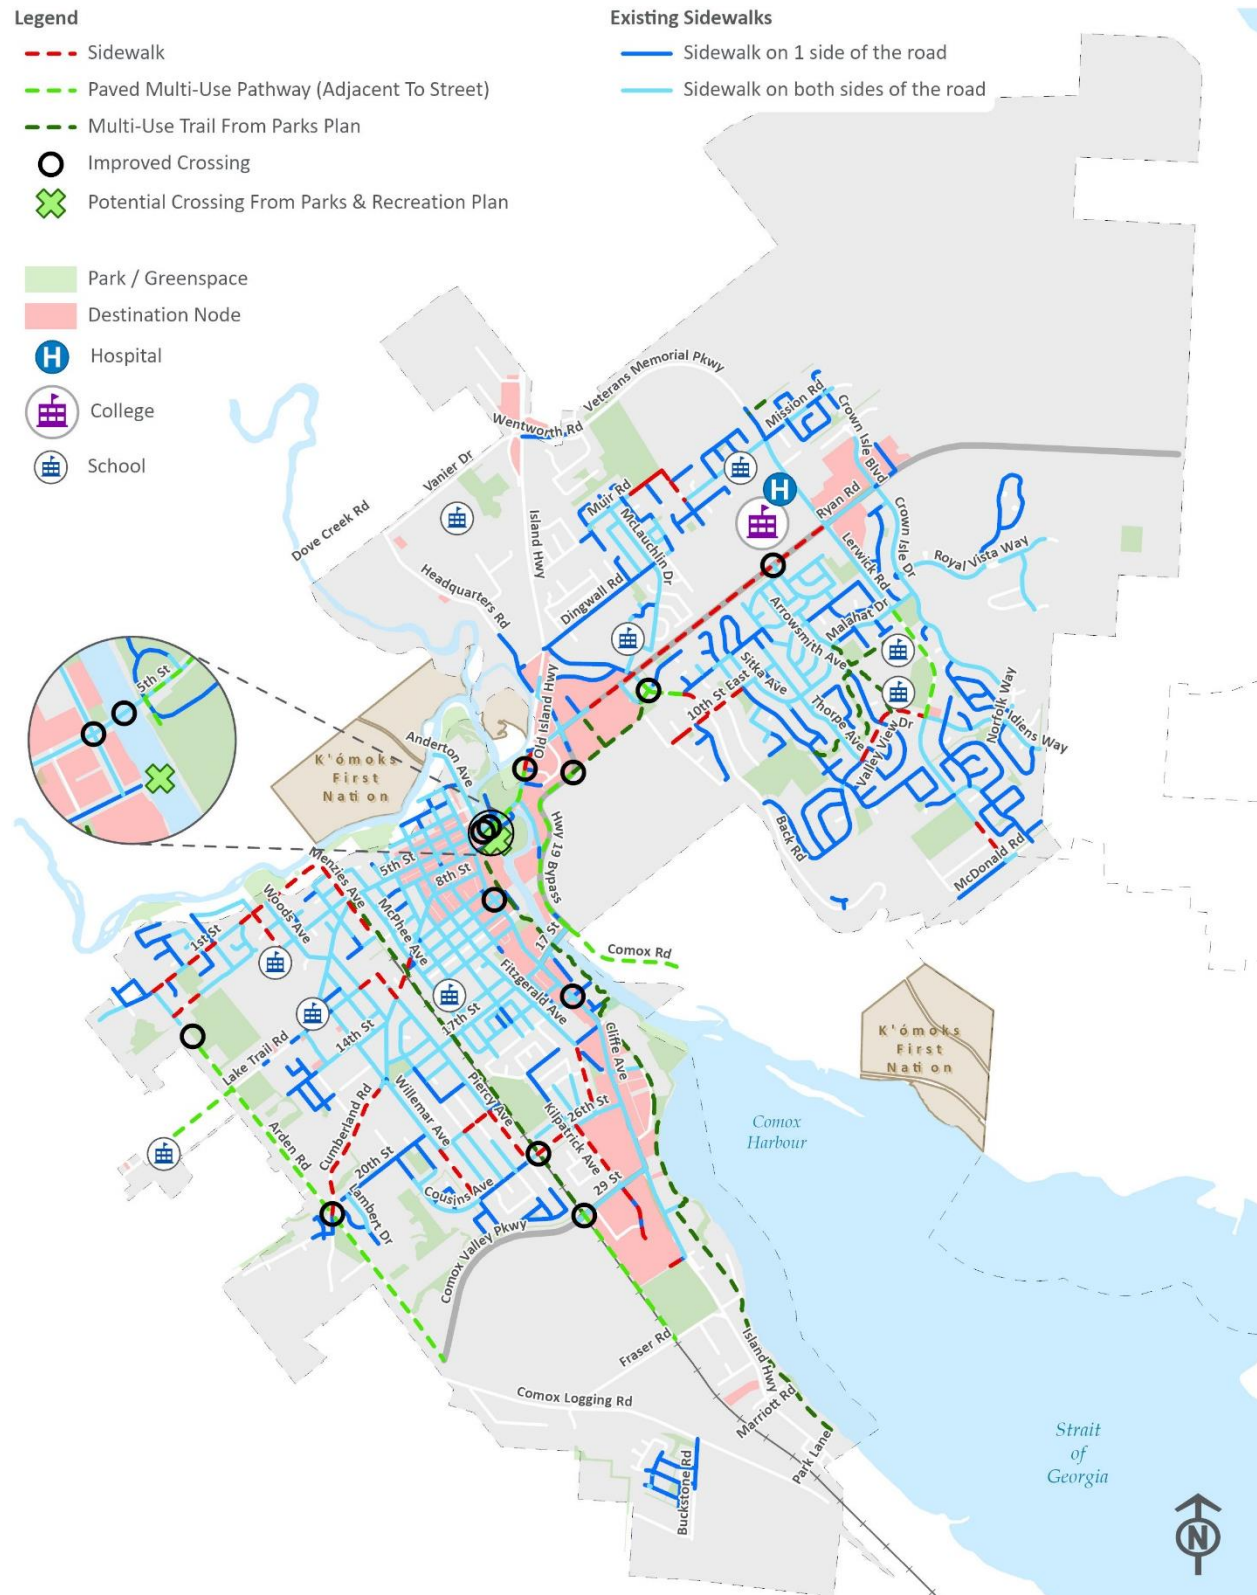 Legend
Sidewalk
Paved Multi-Use Pathway (Adjacent To Street)
Multi-Use Trail From Parks Plan
Improved Crossing
Potential Crossing From Parks & Recreation Plan
Park / Greenspace
Destination Node
H
Hospital
College
School
Existing Sidewalks
Sidewalk on 1 side of the road
Sidewalk on both sides of the road
Veterans Memorial Pkwy
Wentworth Rd
Mission Rd
Crown Isle Blvd
Vanier Dr
Muir Rd
H
Ryan Rd
Dove Creek Rd
Island Hwy
McLauchlin Dr
Crown Isle Dr
Lerwick Rd
Royal Vista Way
Headquarters Rd
Dingwall Rd
Arrowsmith Ave
Malahat Dr
5th St
Old Island Hwy
10th St East
Sitka Ave
Thorpe Ave
Valley View Dr
Norfolk Way
Idiens Way
K'ómoks
First
Nation
Anderton Ave
Hwy 19 Bypass
Back Rd
McDonald Rd
Menzies Ave
5th St
8th St
Woods Ave
McPhee Ave
1st St
17 St
Comox Rd
Fitzgerald Ave
K'ómoks
First
Nation
14th St
17th St
Lake Trail Rd
Cliffe Ave
Piercy Ave
Willemar Ave
26th St
Comox
Harbour
Kilpatrick Ave
Cumberland Rd
Arden Rd
20th St
Cousins Ave
29 St
Lambert Dr
Comox Valley Pkwy
Fraser Rd
Island Hwy
Comox Logging Rd
Marriott Rd
Park Lane
Buckstone Rd
Strait
of
Georgia
N